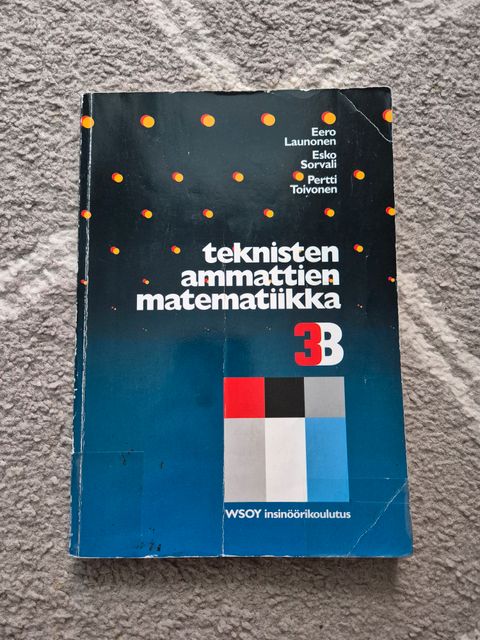 Eero
Launonen
Esko
Sorvali
Pertti
Toivonen
teknisten
ammattien
matematiikka
3B
WSOY insinöörikoulutus